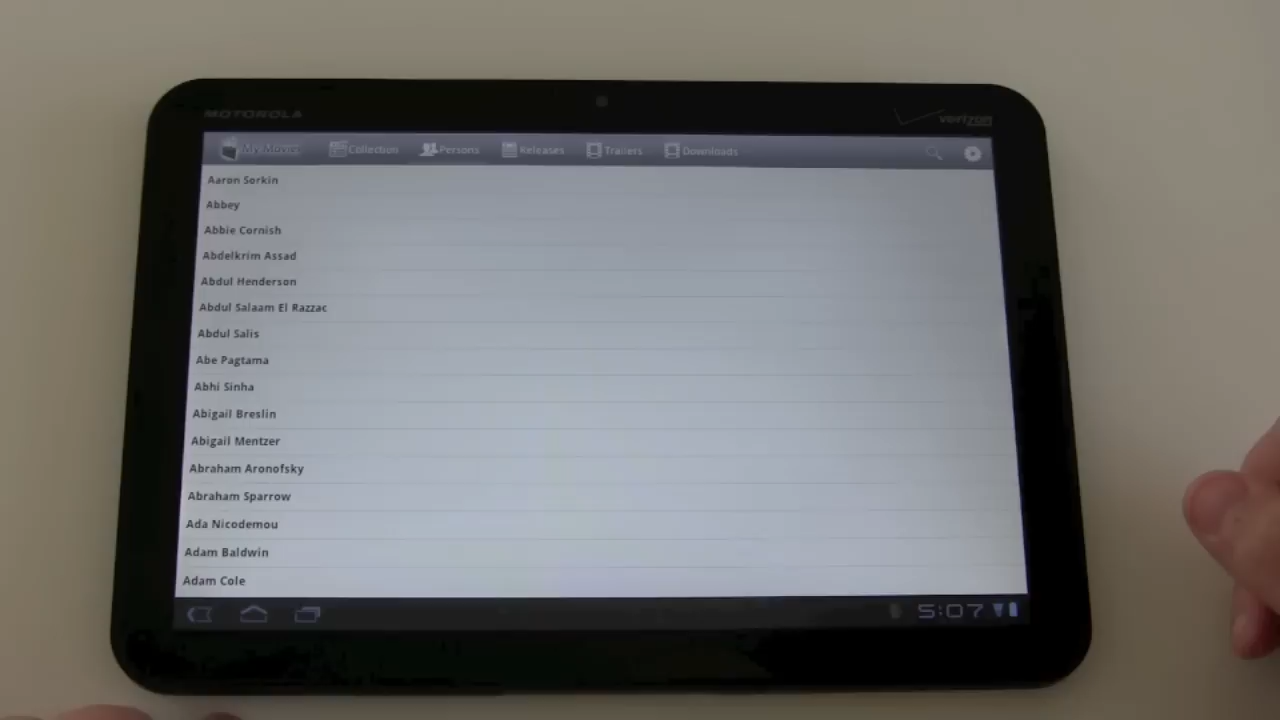 MOTOROLA
verizon
My Movies Collection Persons Releases Trailers Downloads
Aaron Sorkin
Abbey
Abbie Cornish
Abdelkrim Assad
Abdul Henderson
Abdul Salaam El Razzac
Abdul Salis
Abe Pagtama
Abhi Sinha
Abigail Breslin
Abigail Mentzer
Abraham Aronofsky
Abraham Sparrow
Ada Nicodemou
Adam Baldwin
Adam Cole
5:07